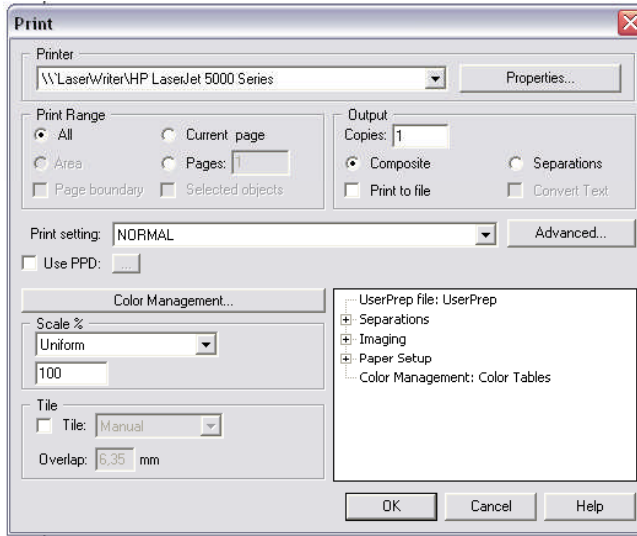 Print
Printer
\\`LaserWriter\HP LaserJet 5000 Series
Properties...
Print Range
All
Current page
Area
Pages: 1
Page boundary
Selected objects
Output
Copies: 1
Composite
Separations
Print to file
Convert Text
Print setting: NORMAL
Advanced...
Use PPD: ...
Color Management...
Scale %
Uniform
100
Tile
Tile: Manual
Overlap: 6,35 mm
UserPrep file: UserPrep
Separations
Imaging
Paper Setup
Color Management: Color Tables
OK
Cancel
Help